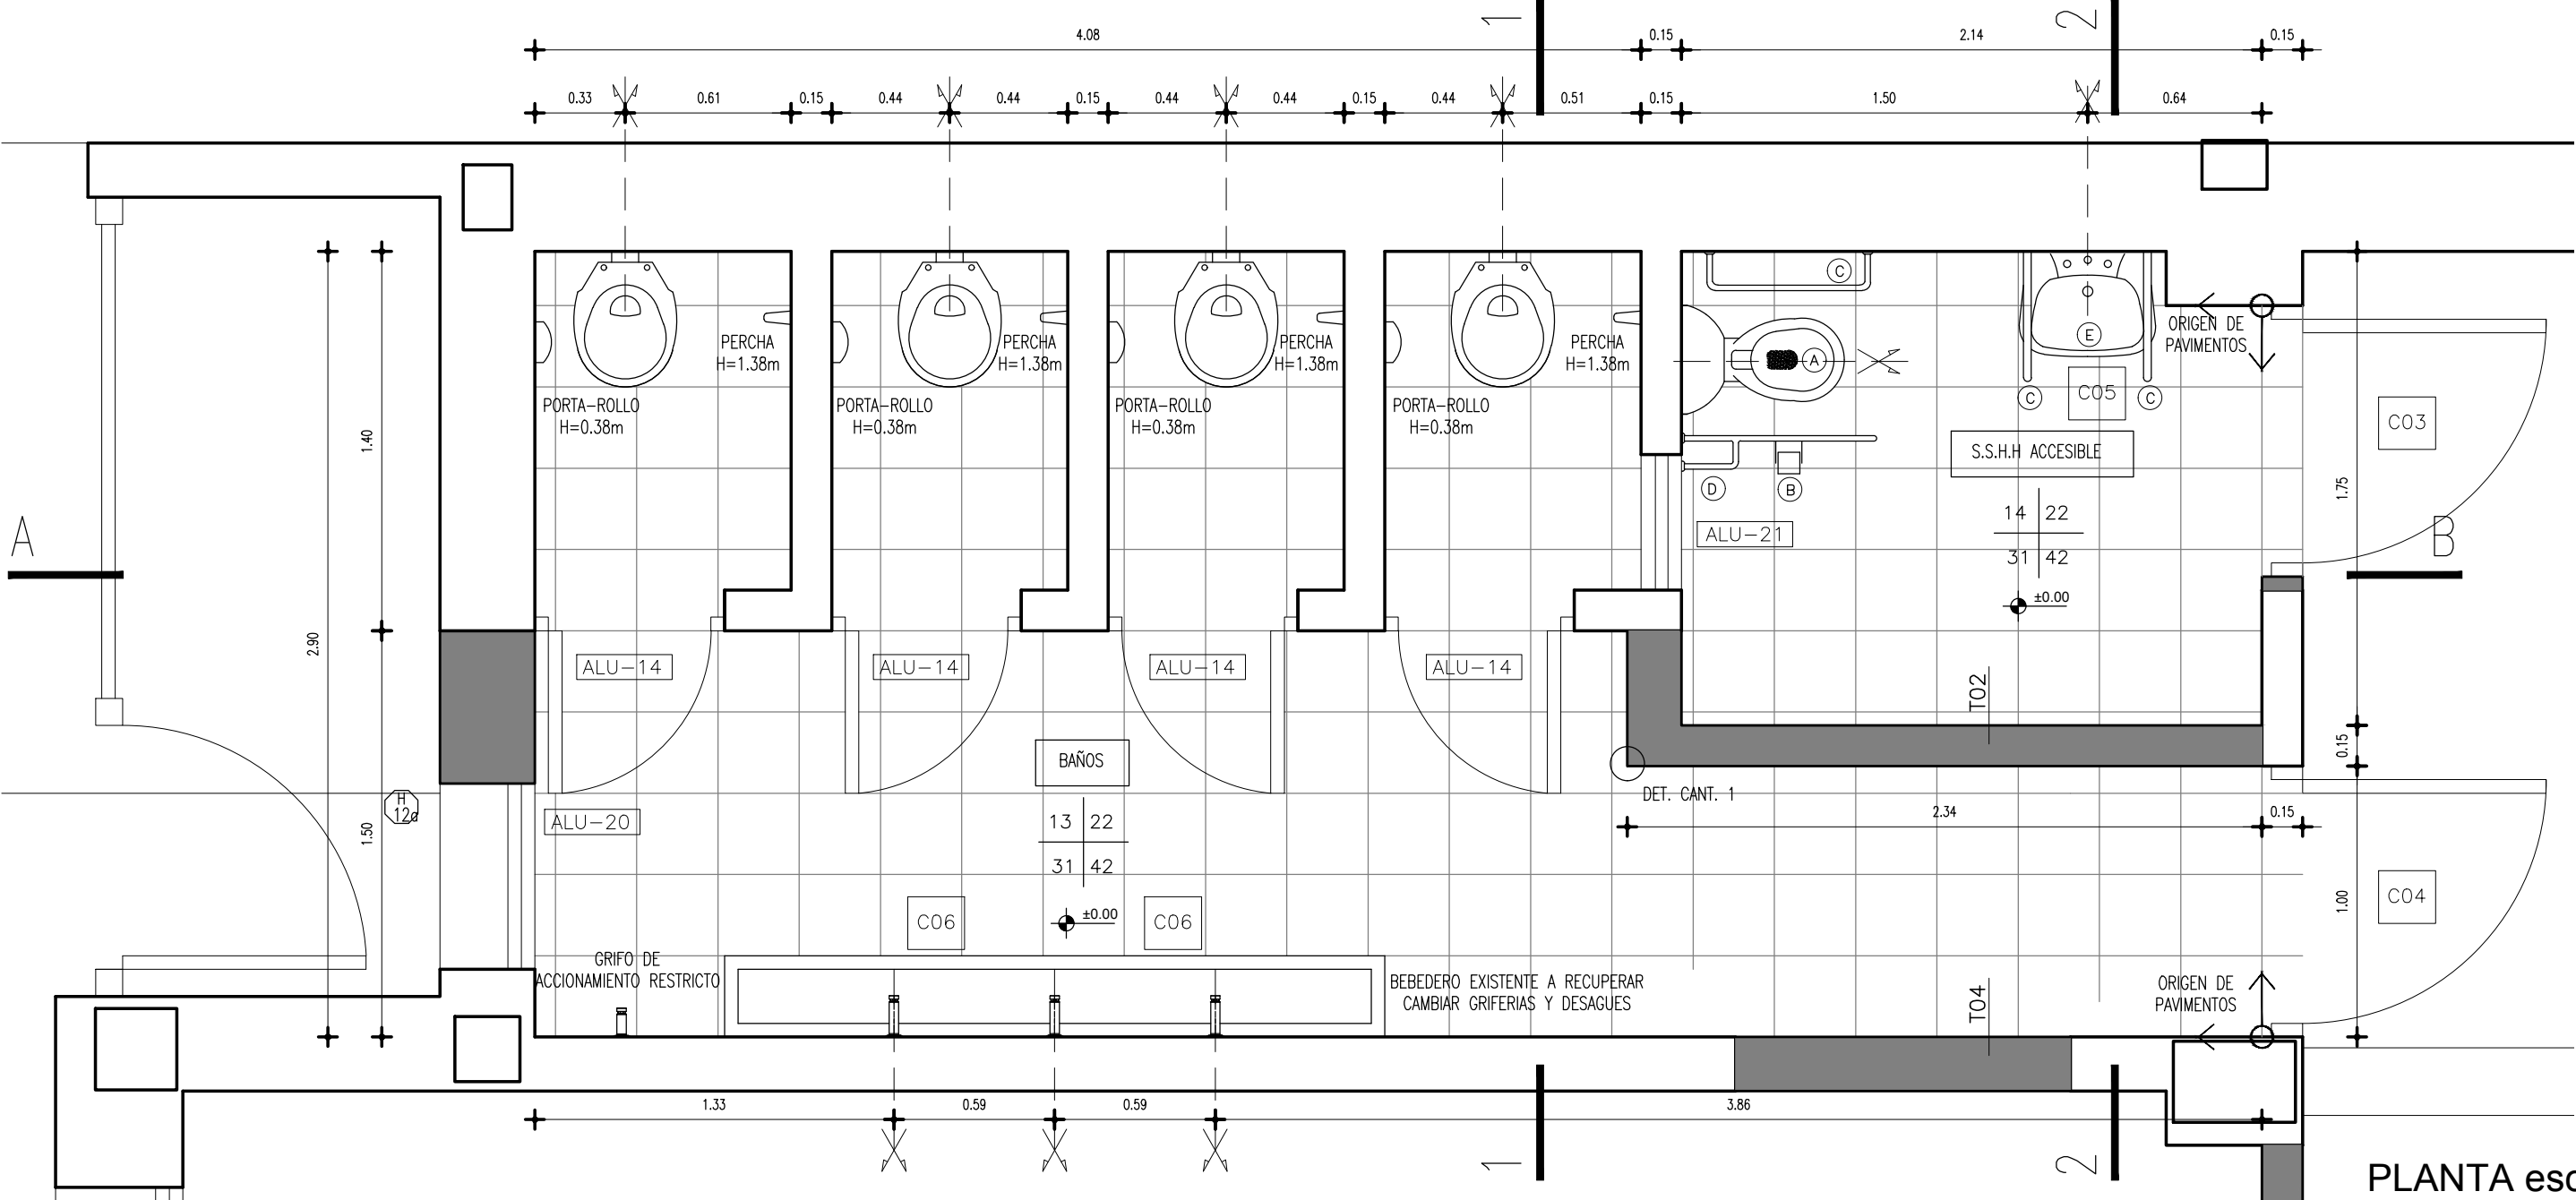 1
2
4.08
0.15
2.14
0.15
0.33
0.61
0.15
0.44
0.44
0.15
0.44
0.44
0.15
0.44
0.51
0.15
1.50
0.64
PERCHA
H=1.38m
PERCHA
H=1.38m
PERCHA
H=1.38m
PERCHA
H=1.38m
PORTA-ROLLO
H=0.38m
PORTA-ROLLO
H=0.38m
PORTA-ROLLO
H=0.38m
PORTA-ROLLO
H=0.38m
C
A
E
C
C
D
B
C05
ORIGEN DE
PAVIMENTOS
C03
S.S.H.H ACCESIBLE
ALU-21
14 22
31 42
±0.00
1.40
2.90
1.75
A
B
ALU-14
ALU-14
ALU-14
ALU-14
T02
BAÑOS
0.15
DET. CANT. 1
H
12a
1.50
ALU-20
13 22
31 42
±0.00
2.34
0.15
C06
C06
C04
1.00
GRIFO DE
ACCIONAMIENTO RESTRICTO
BEBEDERO EXISTENTE A RECUPERAR
CAMBIAR GRIFERIAS Y DESAGUES
T04
ORIGEN DE
PAVIMENTOS
1.33
0.59
0.59
3.86
1
2
PLANTA esc